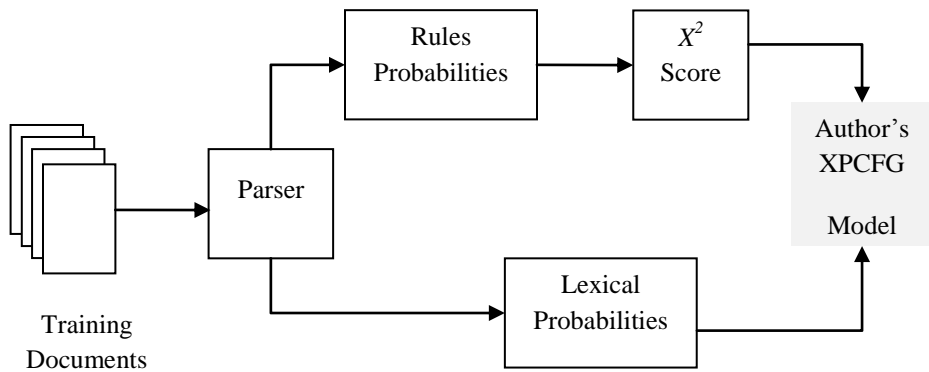 Rules
Probabilities
X²
Score
Author's
XPCFG
Model
Parser
Lexical
Probabilities
Training
Documents